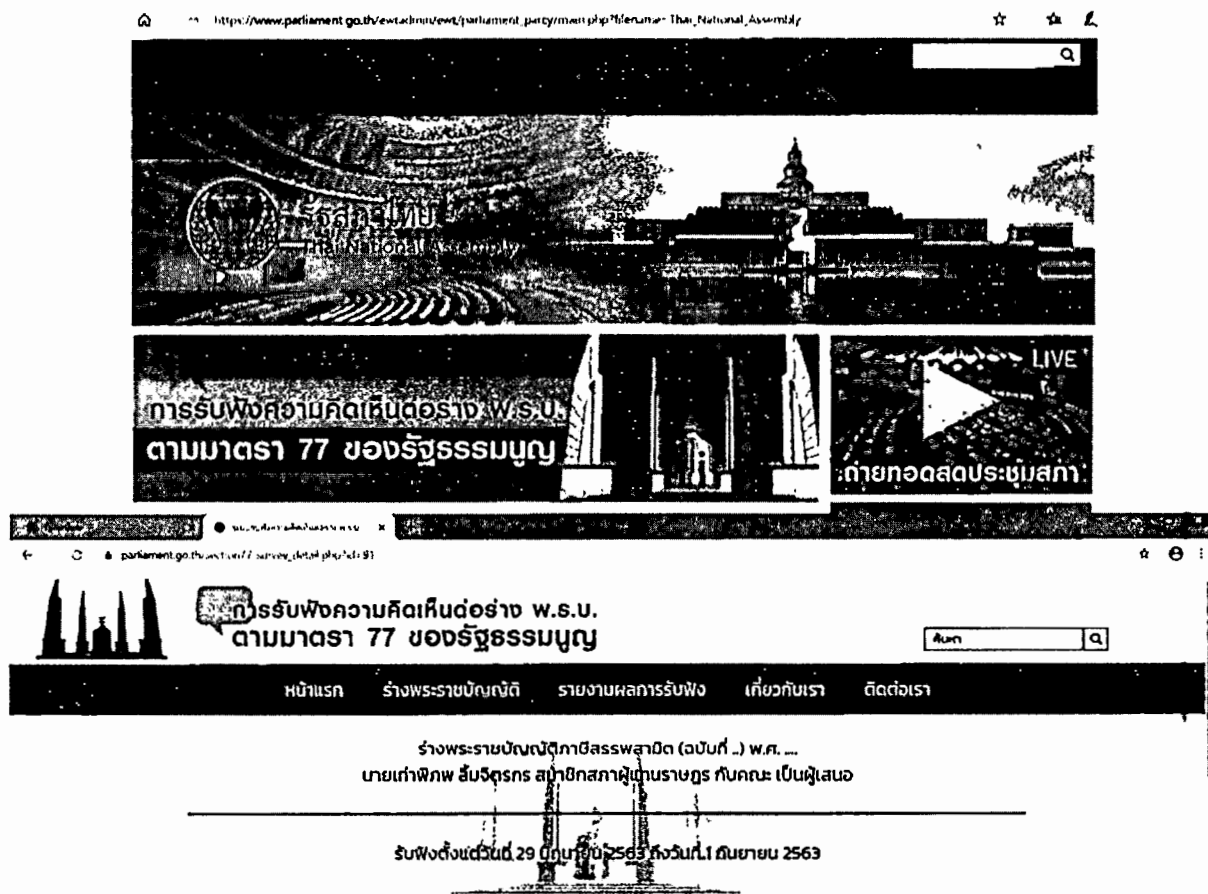 https://www.parliament.go.th/ewtadmin/ewt/parliament_parcy/main.php?filename=Thai_National_Assembly
รัฐสภาไทย
Thai National Assembly
การรับฟังความคิดเห็นต่อร่าง พ.ร.บ.
ตามมาตรา 77 ของรัฐธรรมนูญ
LIVE
ถ่ายทอดสดประชุมสภา
parliament.go.th/section77/survey_detail.php?id=91
การรับฟังความคิดเห็นต่อร่าง พ.ร.บ.
ตามมาตรา 77 ของรัฐธรรมนูญ
ค้นหา
หน้าแรก ร่างพระราชบัญญัติ รายงานผลการรับฟัง เกี่ยวกับเรา ติดต่อเรา
ร่างพระราชบัญญัติภาษีสรรพสามิต (ฉบับที่ ..) พ.ศ. ....
นายเท่าพิภพ ลิ้มจิตรกร สมาชิกสภาผู้แทนราษฎร กับคณะ เป็นผู้เสนอ
รับฟังตั้งแต่วันที่ 29 มิถุนายน 2563 ถึงวันที่ 1 กันยายน 2563